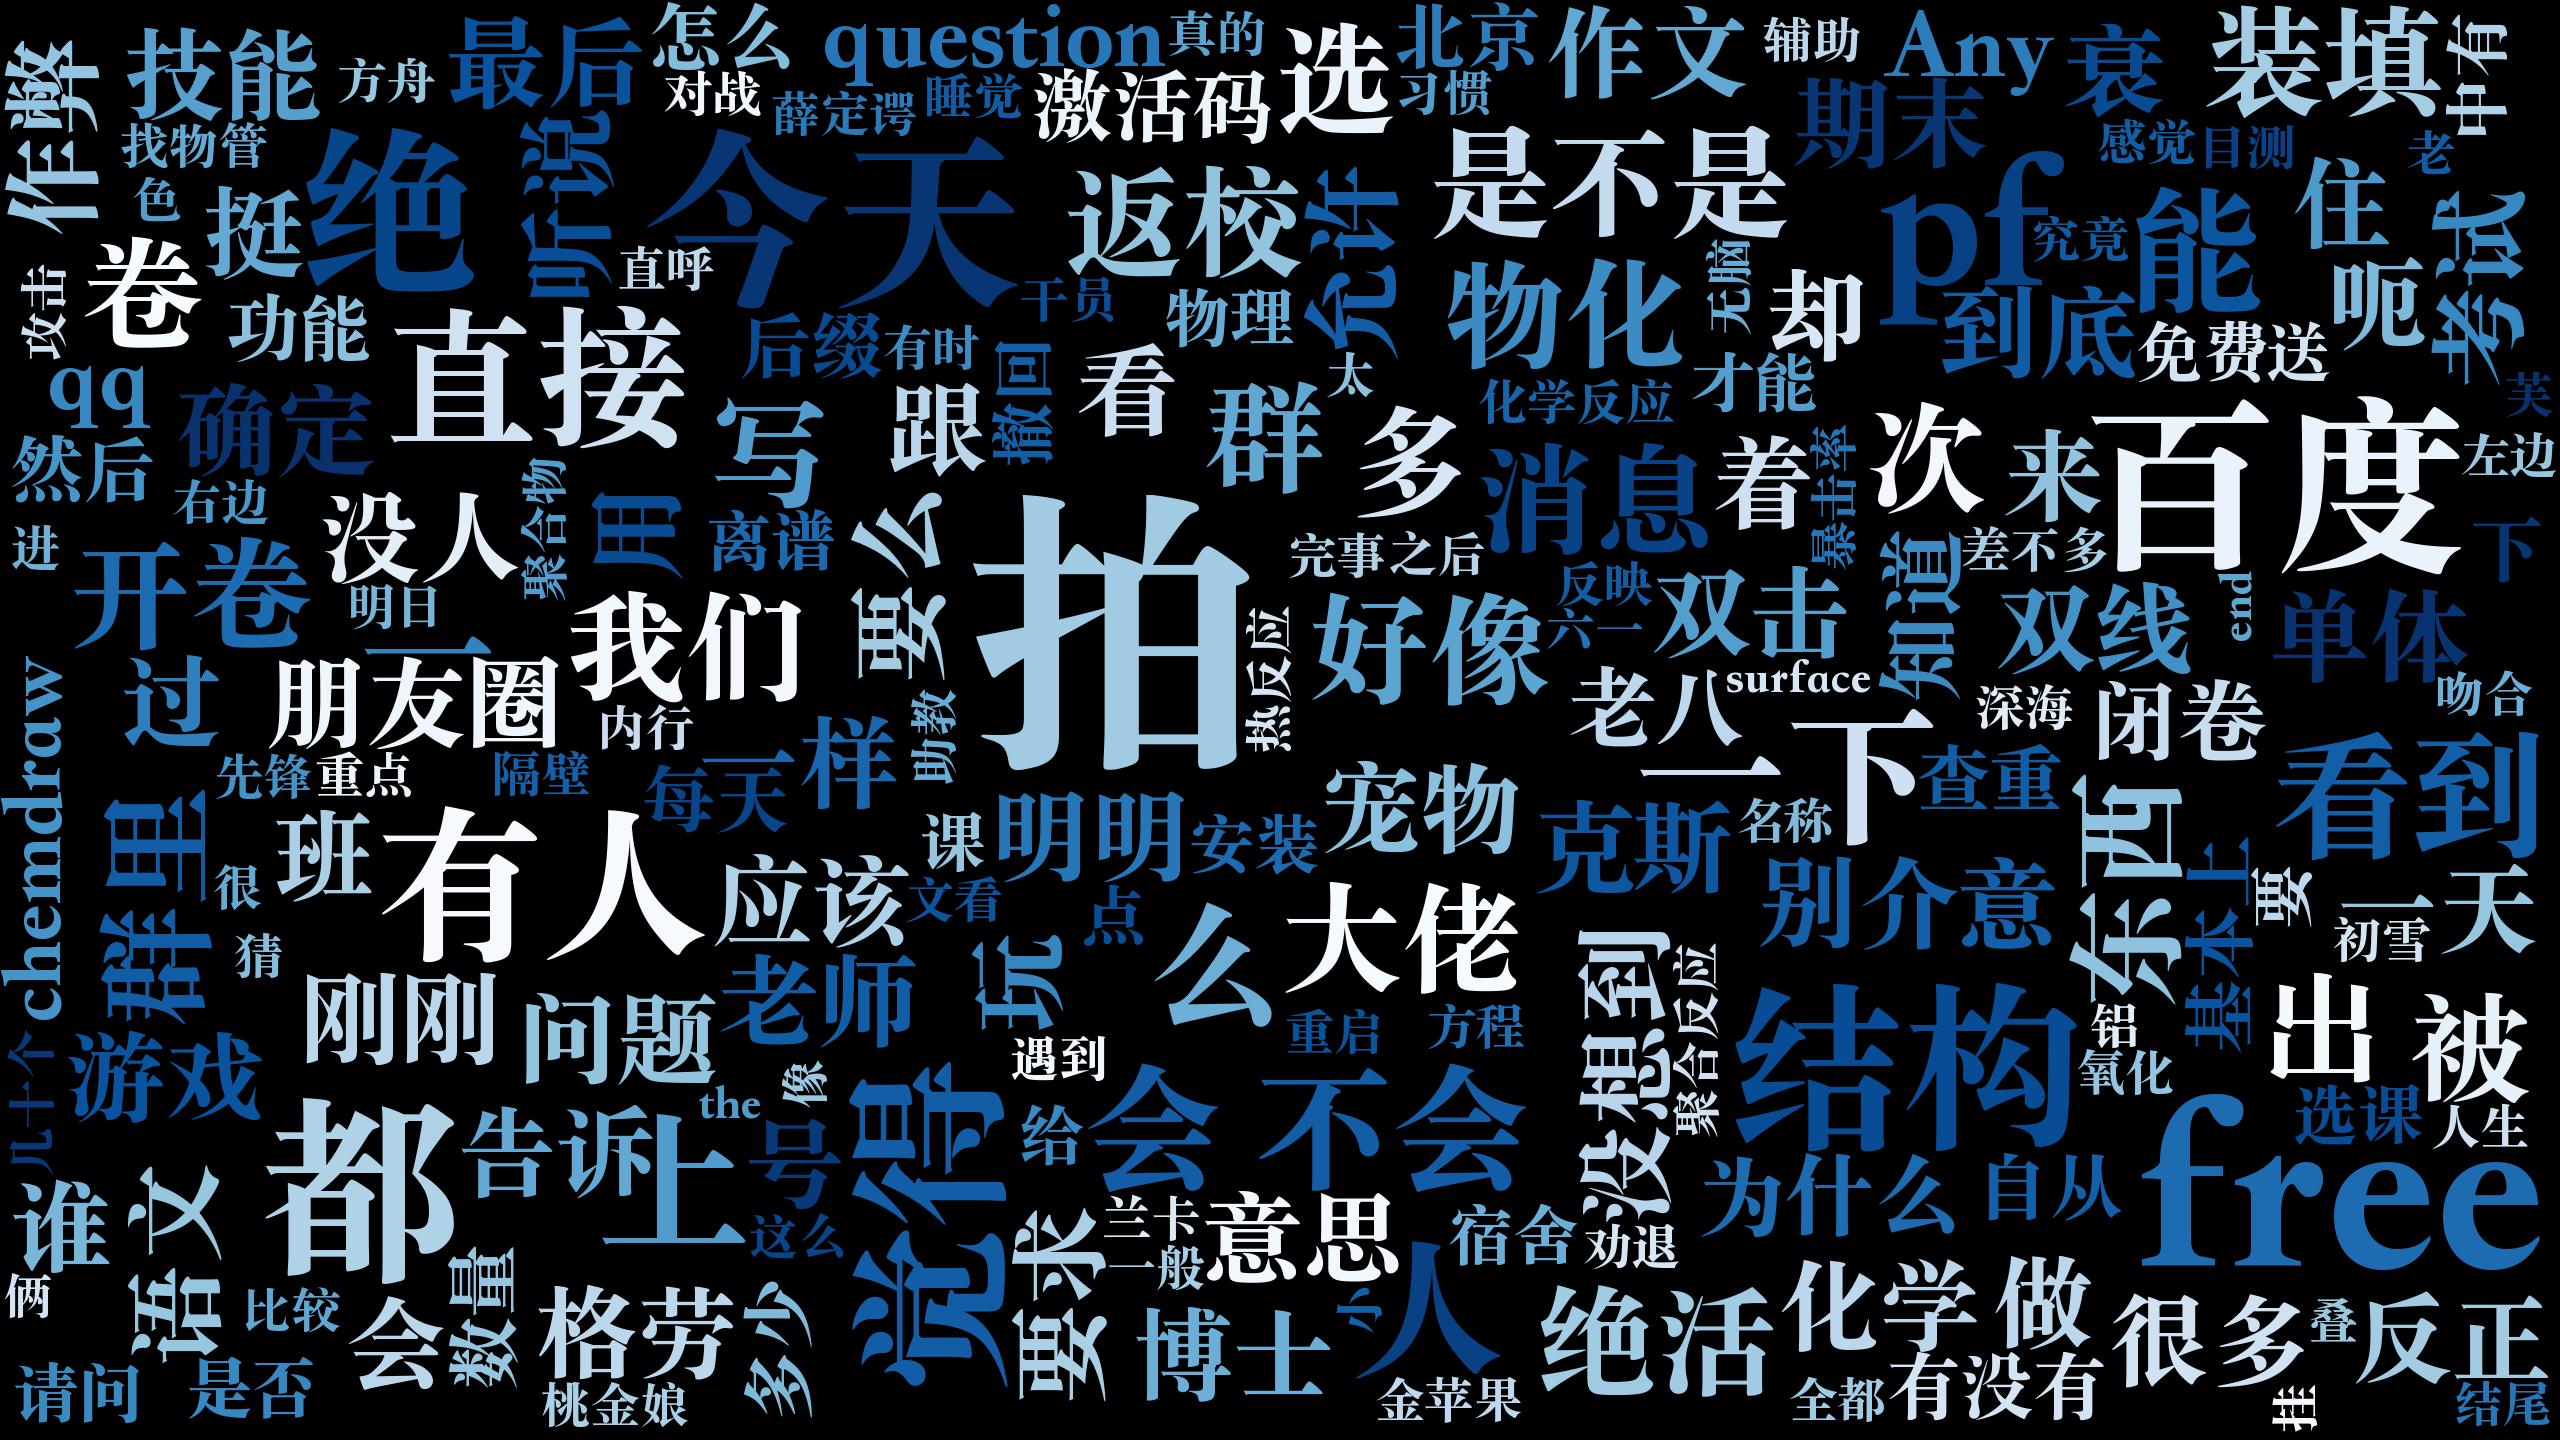 作弊
技能
方舟
最后
怎么
对战
question
真的
薛定谔
睡觉
激活码
选
北京
习惯
作文
辅助
Any
衰
装填
中有
找物管
色
挺
绝
听说
今天
直呼
返校
允许
是不是
期末
pf
感觉
目测
老
究竟
能
住
考试
攻击
卷
功能
直接
后缀
有时
干员
物理
物化
无脑
却
到底
免费送
呃
qq
确定
写
跟
撤回
看
群
太
多
化学反应
才能
消息
着
暴击率
次
来
百度
芙
左边
然后
右边
进
没人
聚合物
用
离谱
要么
拍
完事之后
反映
六一
双击
知道
差不多
双线
end
下
单体
开卷
明日
一
我们
热反应
好像
老八
surface
深海
闭卷
吻合
chemdraw
过
朋友圈
内行
助教
先锋
重点
隔壁
每天
一样
宠物
一下
查重
看到
群里
班
有人
应该
课
明明
安装
克斯
名称
东西
基本上
要
一天
很
猜
文看
点
么
大佬
别介意
初雪
刚刚
问题
老师
玩
重启
方程
没想到
聚合反应
结构
铝
氧化
出
被
几十个
游戏
the
像
遇到
觉得
会
不会
选课
人生
谁
语文
都
告诉
上
号
这么
给
要求
兰卡
一般
意思
宿舍
劝退
为什么
自从
free
俩
比较
会
数量
格劳
多少
博士
小
人
绝活
化学
做
很多
叠
反正
请问
是否
桃金娘
金苹果
全都
有没有
挂
结尾